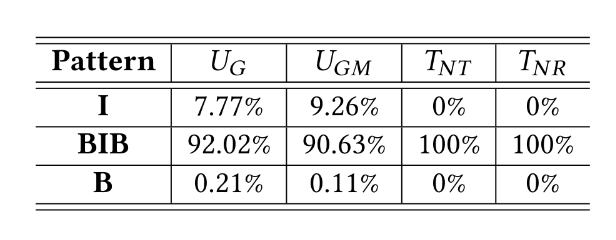 Pattern U_G U_GM T_NT T_NR
I 7.77% 9.26% 0% 0%
BIB 92.02% 90.63% 100% 100%
B 0.21% 0.11% 0% 0%